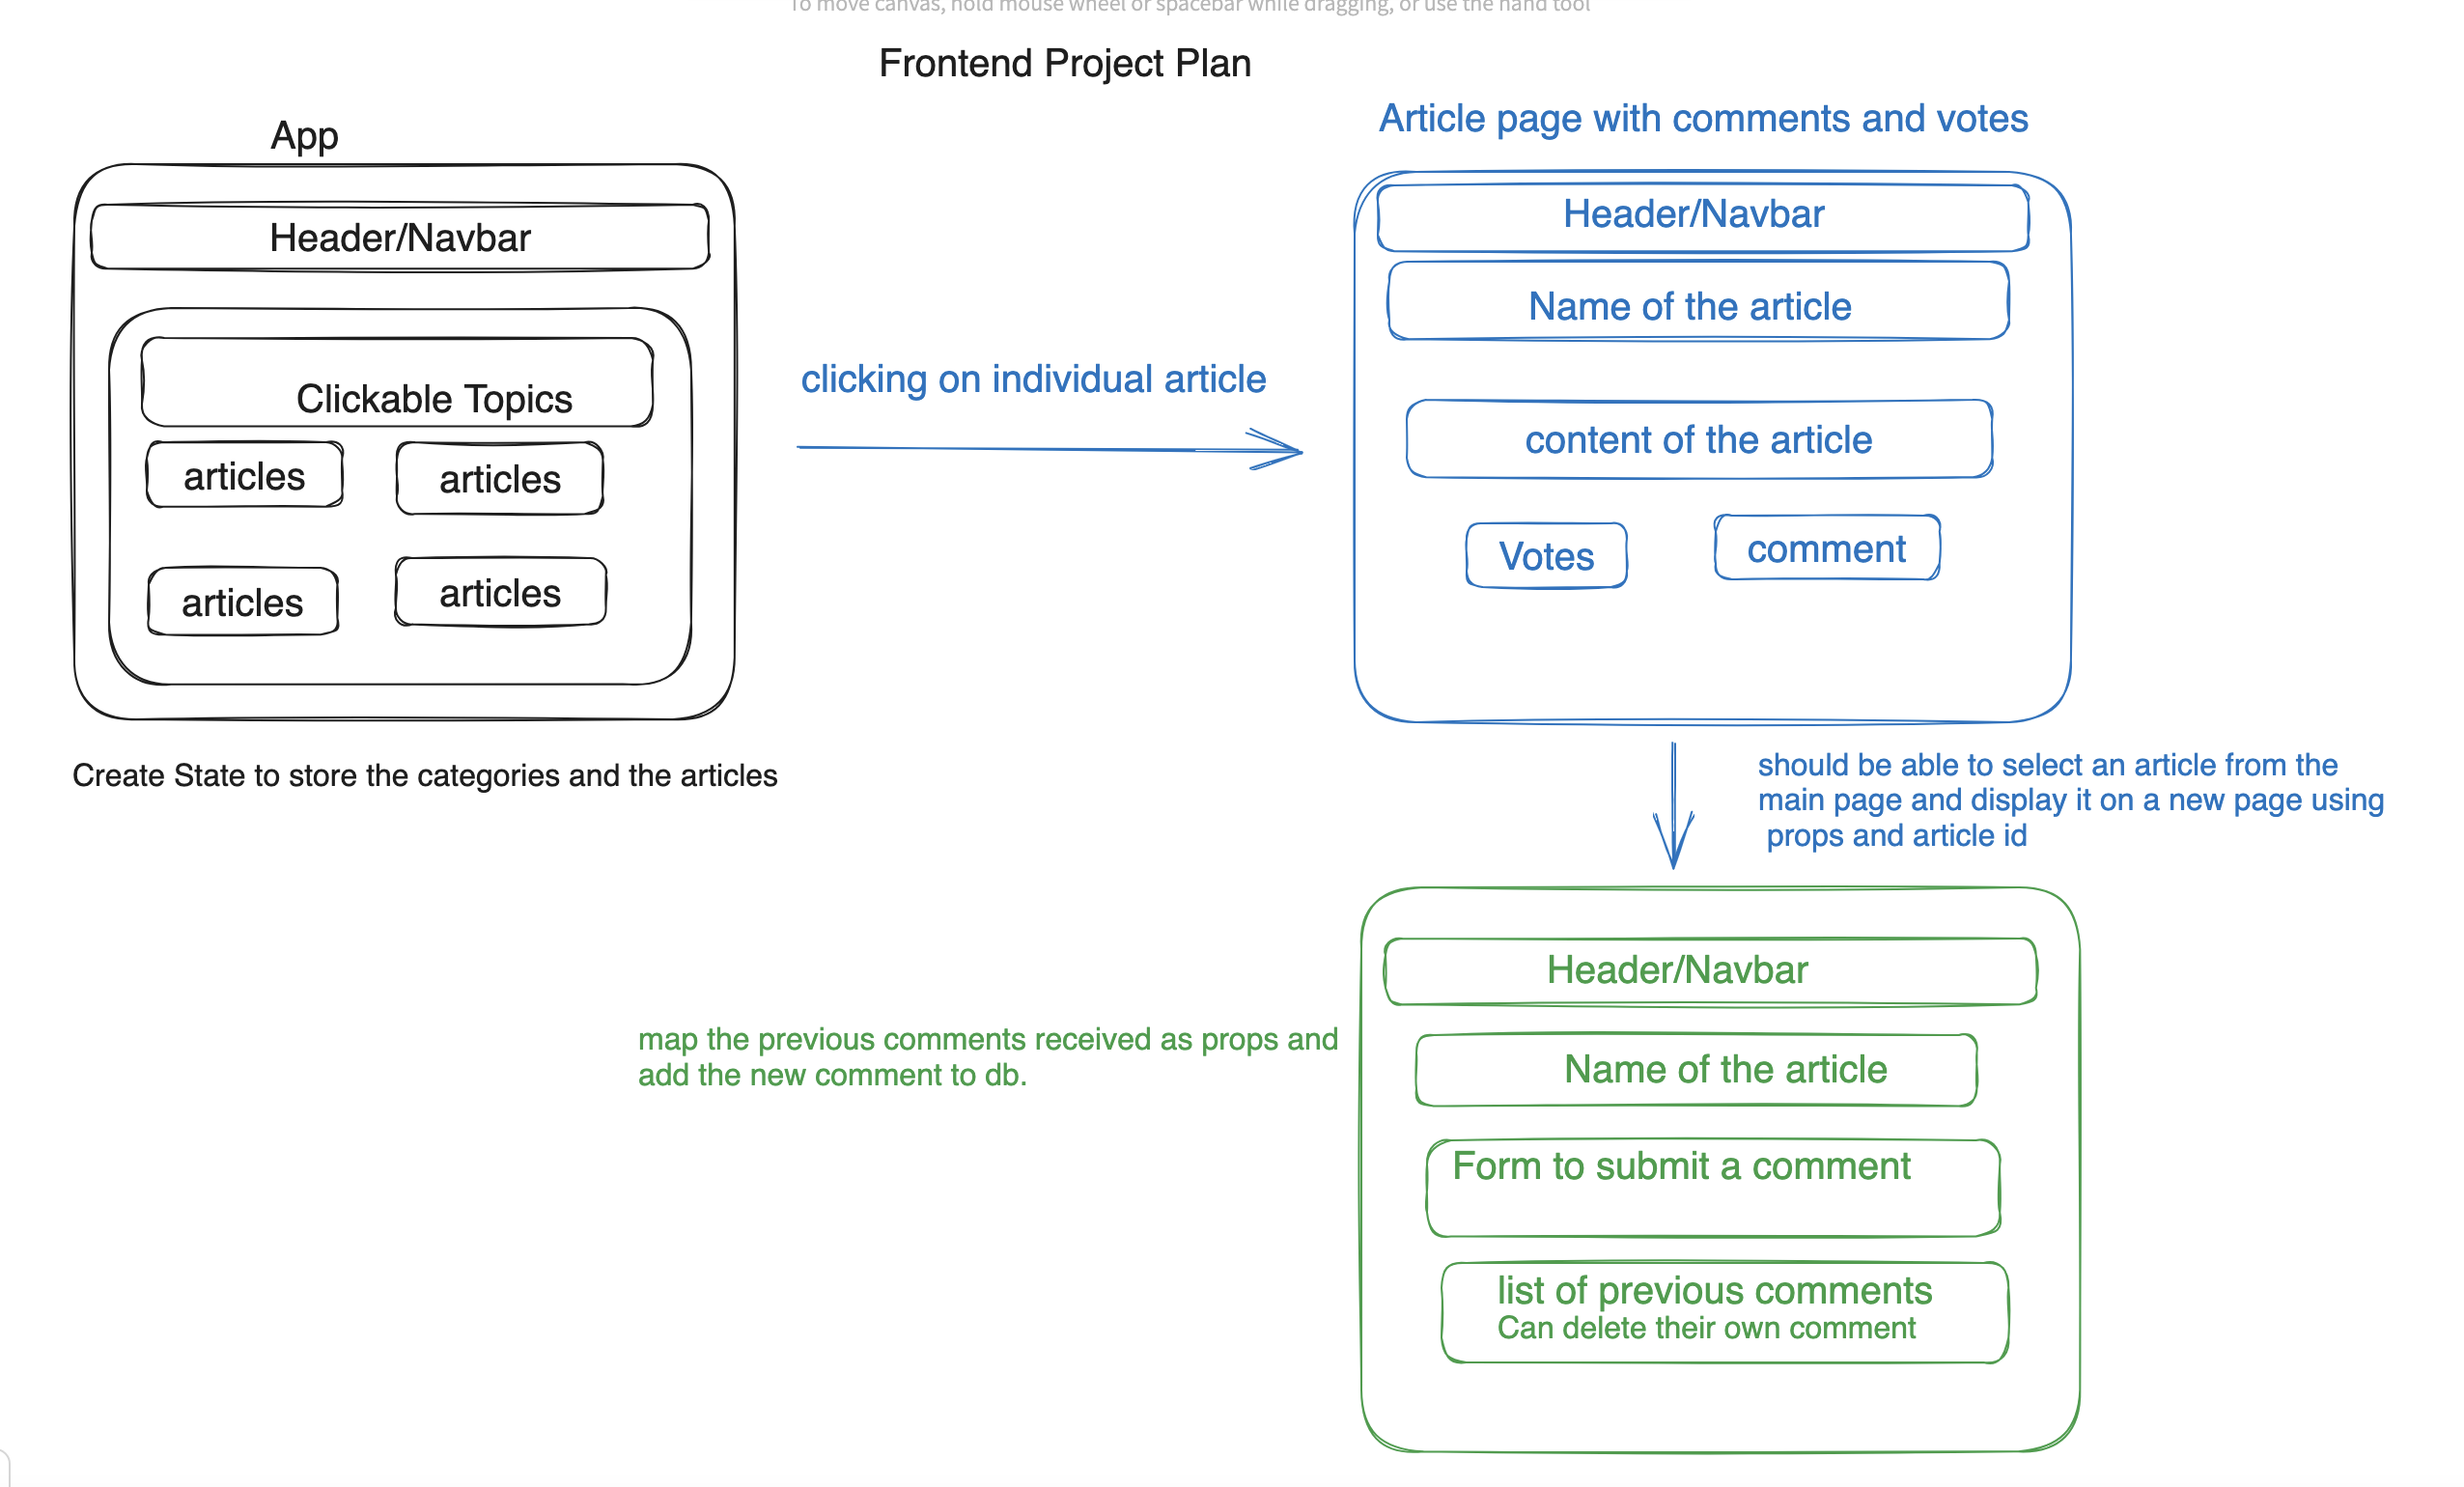 To move canvas, hold mouse wheel or spacebar while dragging, or use the hand tool
Frontend Project Plan
App
Header/Navbar
Clickable Topics
articles
articles
articles
articles
Create State to store the categories and the articles
clicking on individual article
Article page with comments and votes
Header/Navbar
Name of the article
content of the article
Votes
comment
should be able to select an article from the
main page and display it on a new page using
props and article id
map the previous comments received as props and
add the new comment to db.
Header/Navbar
Name of the article
Form to submit a comment
list of previous comments
Can delete their own comment